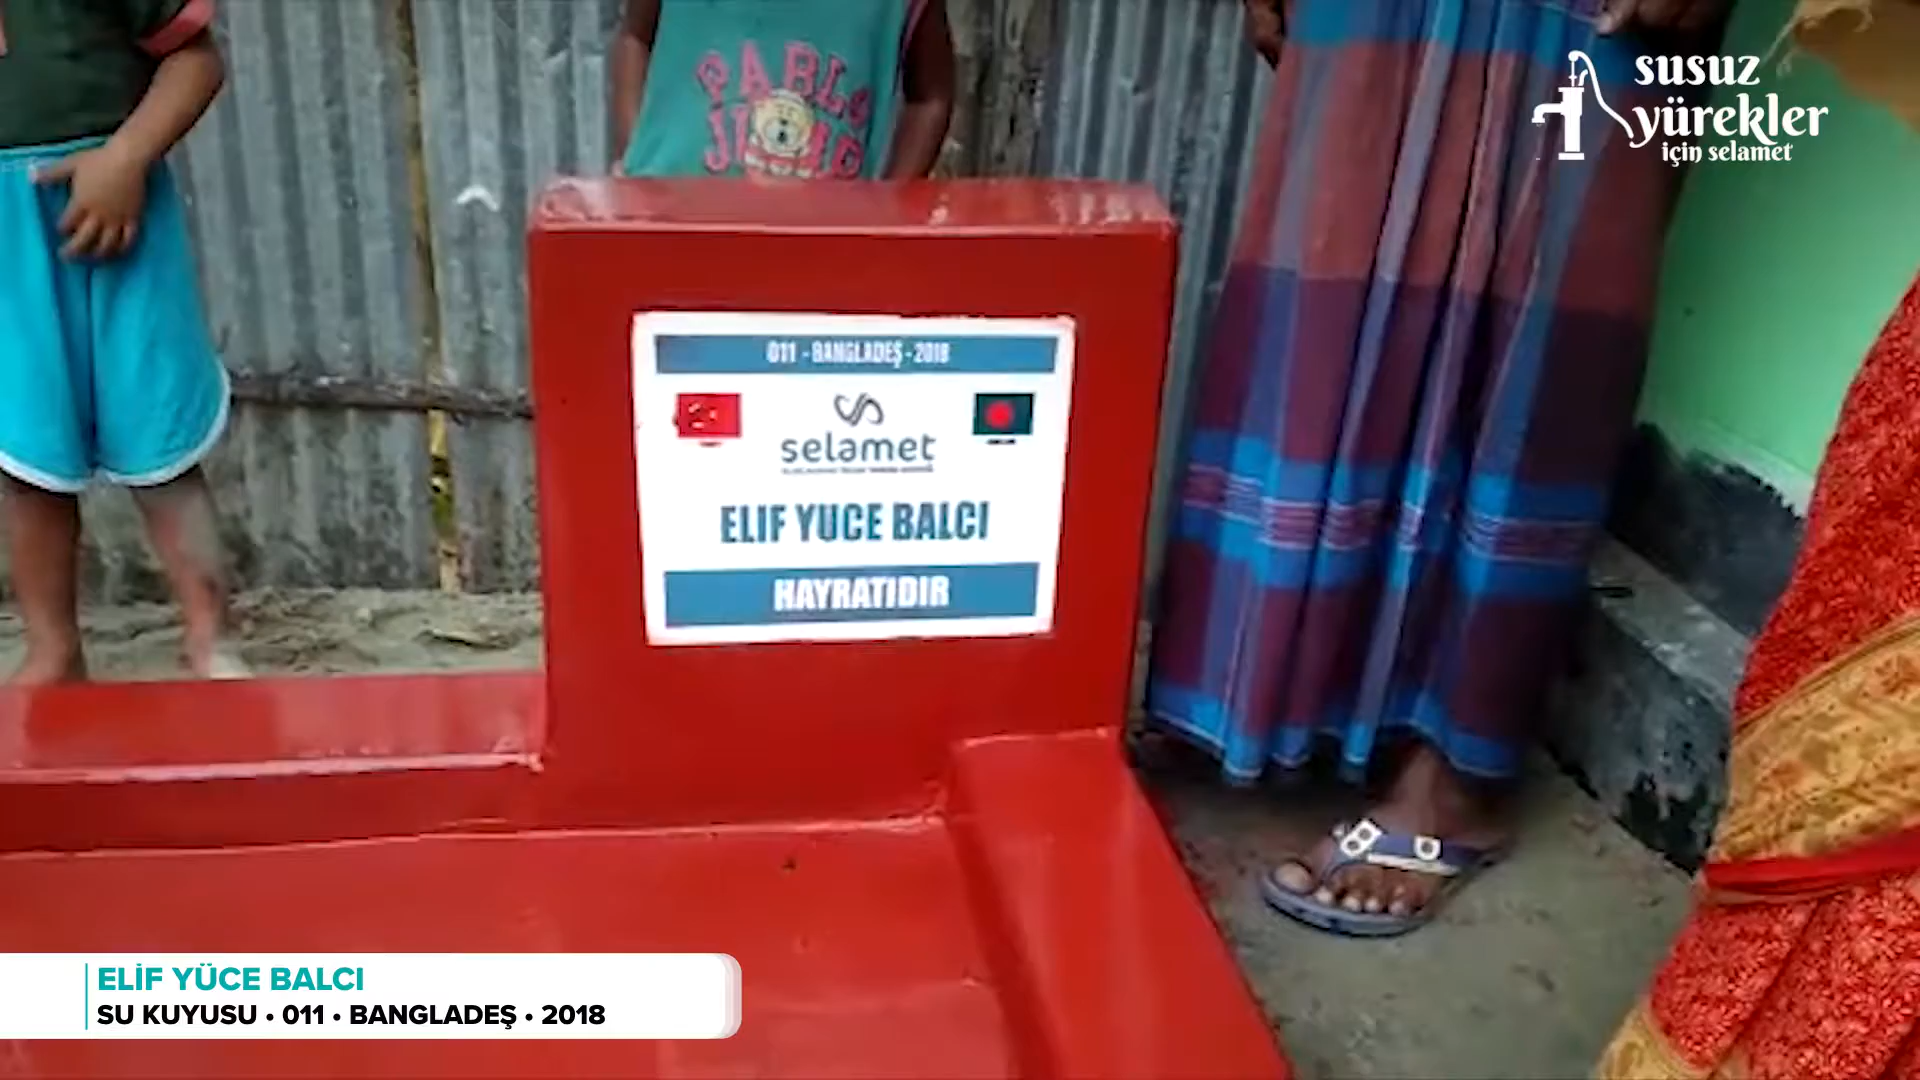 susuz
yürekler
için selamet
PABLO
011 - BANGLADEŞ - 2018
selamet
ELIF YUCE BALCI
HAYRATIDIR
ELİF YÜCE BALCI
SU KUYUSU • 011 • BANGLADEŞ • 2018